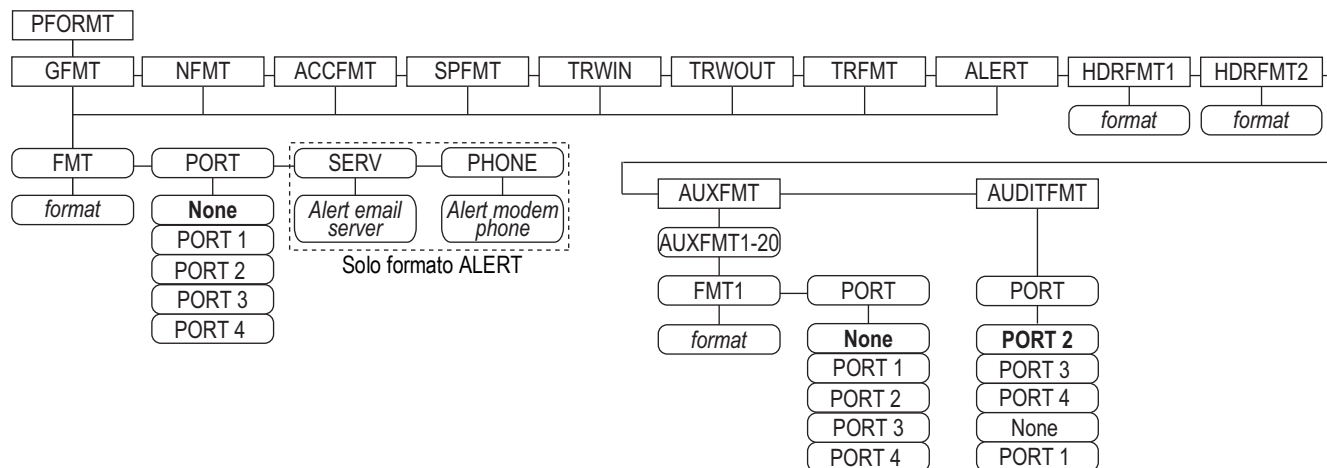 PFORMT
GFMT NFMT ACCFMT SPFMT TRWIN TRWOUT TRFMT ALERT HDRFMT1 HDRFMT2
format format
FMT PORT SERV PHONE
format
None
PORT 1
PORT 2
PORT 3
PORT 4
Alert email
server
Alert modem
phone
Solo formato ALERT
AUXFMT AUDITFMT
AUXFMT1-20
FMT1 PORT
format
None
PORT 1
PORT 2
PORT 3
PORT 4
PORT
PORT 2
PORT 3
PORT 4
None
PORT 1